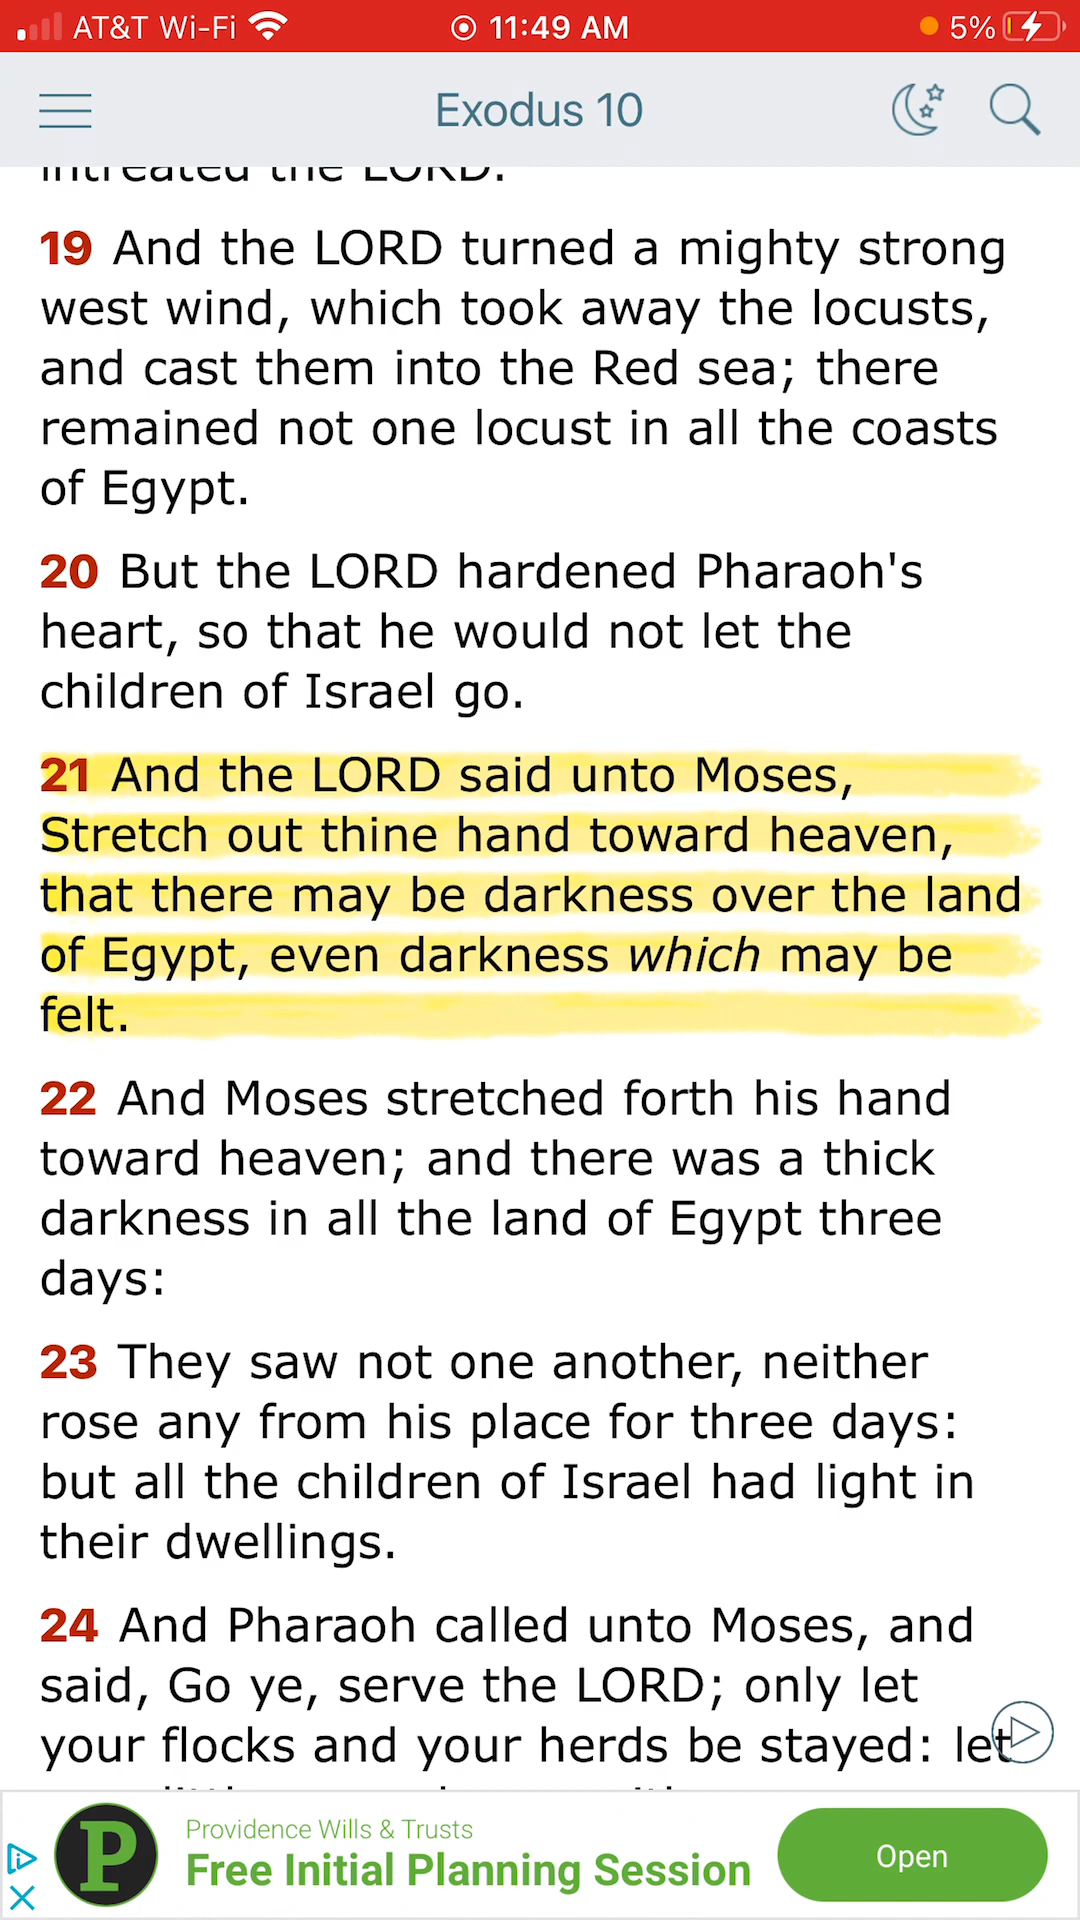 AT&T Wi-Fi 11:49 AM 5%
Exodus 10
intreated the LORD.
19 And the LORD turned a mighty strong
west wind, which took away the locusts,
and cast them into the Red sea; there
remained not one locust in all the coasts
of Egypt.
20 But the LORD hardened Pharaoh's
heart, so that he would not let the
children of Israel go.
21 And the LORD said unto Moses,
Stretch out thine hand toward heaven,
that there may be darkness over the land
of Egypt, even darkness which may be
felt.
22 And Moses stretched forth his hand
toward heaven; and there was a thick
darkness in all the land of Egypt three
days:
23 They saw not one another, neither
rose any from his place for three days:
but all the children of Israel had light in
their dwellings.
24 And Pharaoh called unto Moses, and
said, Go ye, serve the LORD; only let
your flocks and your herds be stayed: let
P
Providence Wills & Trusts
Free Initial Planning Session
Open